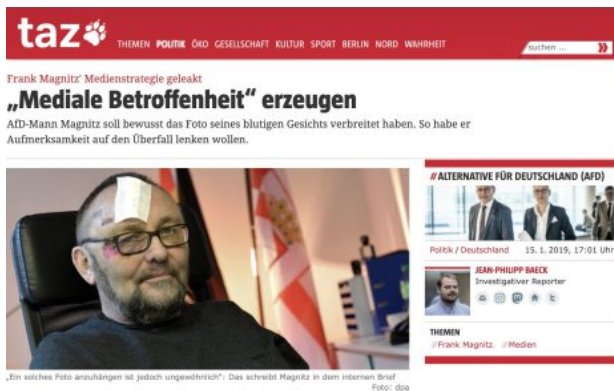 taz
THEMEN POLITIK ÖKO GESELLSCHAFT KULTUR SPORT BERLIN NORD WAHRHEIT
suchen ...
Frank Magnitz' Medienstrategie geleakt
„Mediale Betroffenheit“ erzeugen
AfD-Mann Magnitz soll bewusst das Foto seines blutigen Gesichts verbreitet haben. So habe er
Aufmerksamkeit auf den Überfall lenken wollen.
„Ein solches Foto anzuhängen ist jedoch ungewöhnlich“: Das schreibt Magnitz in dem internen Brief
Foto: dpa
//ALTERNATIVE FÜR DEUTSCHLAND (AFD)
Politik / Deutschland 15. 1. 2019, 17:01 Uhr
JEAN-PHILIPP BAECK
Investigativer Reporter
THEMEN
//Frank Magnitz //Medien